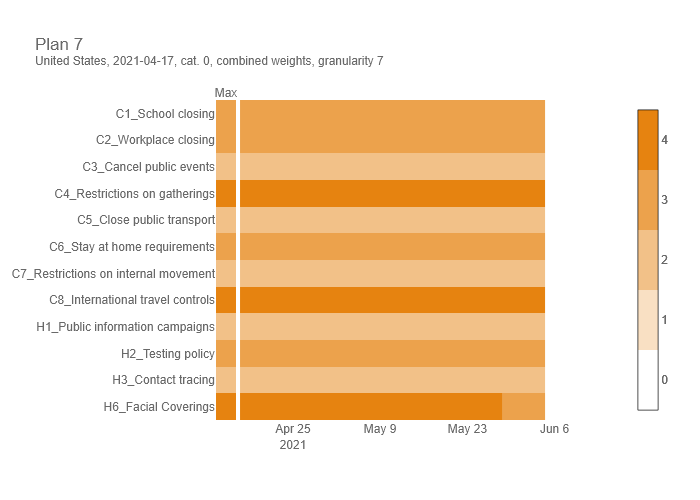 Plan 7
United States, 2021-04-17, cat. 0, combined weights, granularity 7
Max
C1_School closing
C2_Workplace closing
C3_Cancel public events
C4_Restrictions on gatherings
C5_Close public transport
C6_Stay at home requirements
C7_Restrictions on internal movement
C8_International travel controls
H1_Public information campaigns
H2_Testing policy
H3_Contact tracing
H6_Facial Coverings
Apr 25 May 9 May 23 Jun 6
2021
4
3
2
1
0